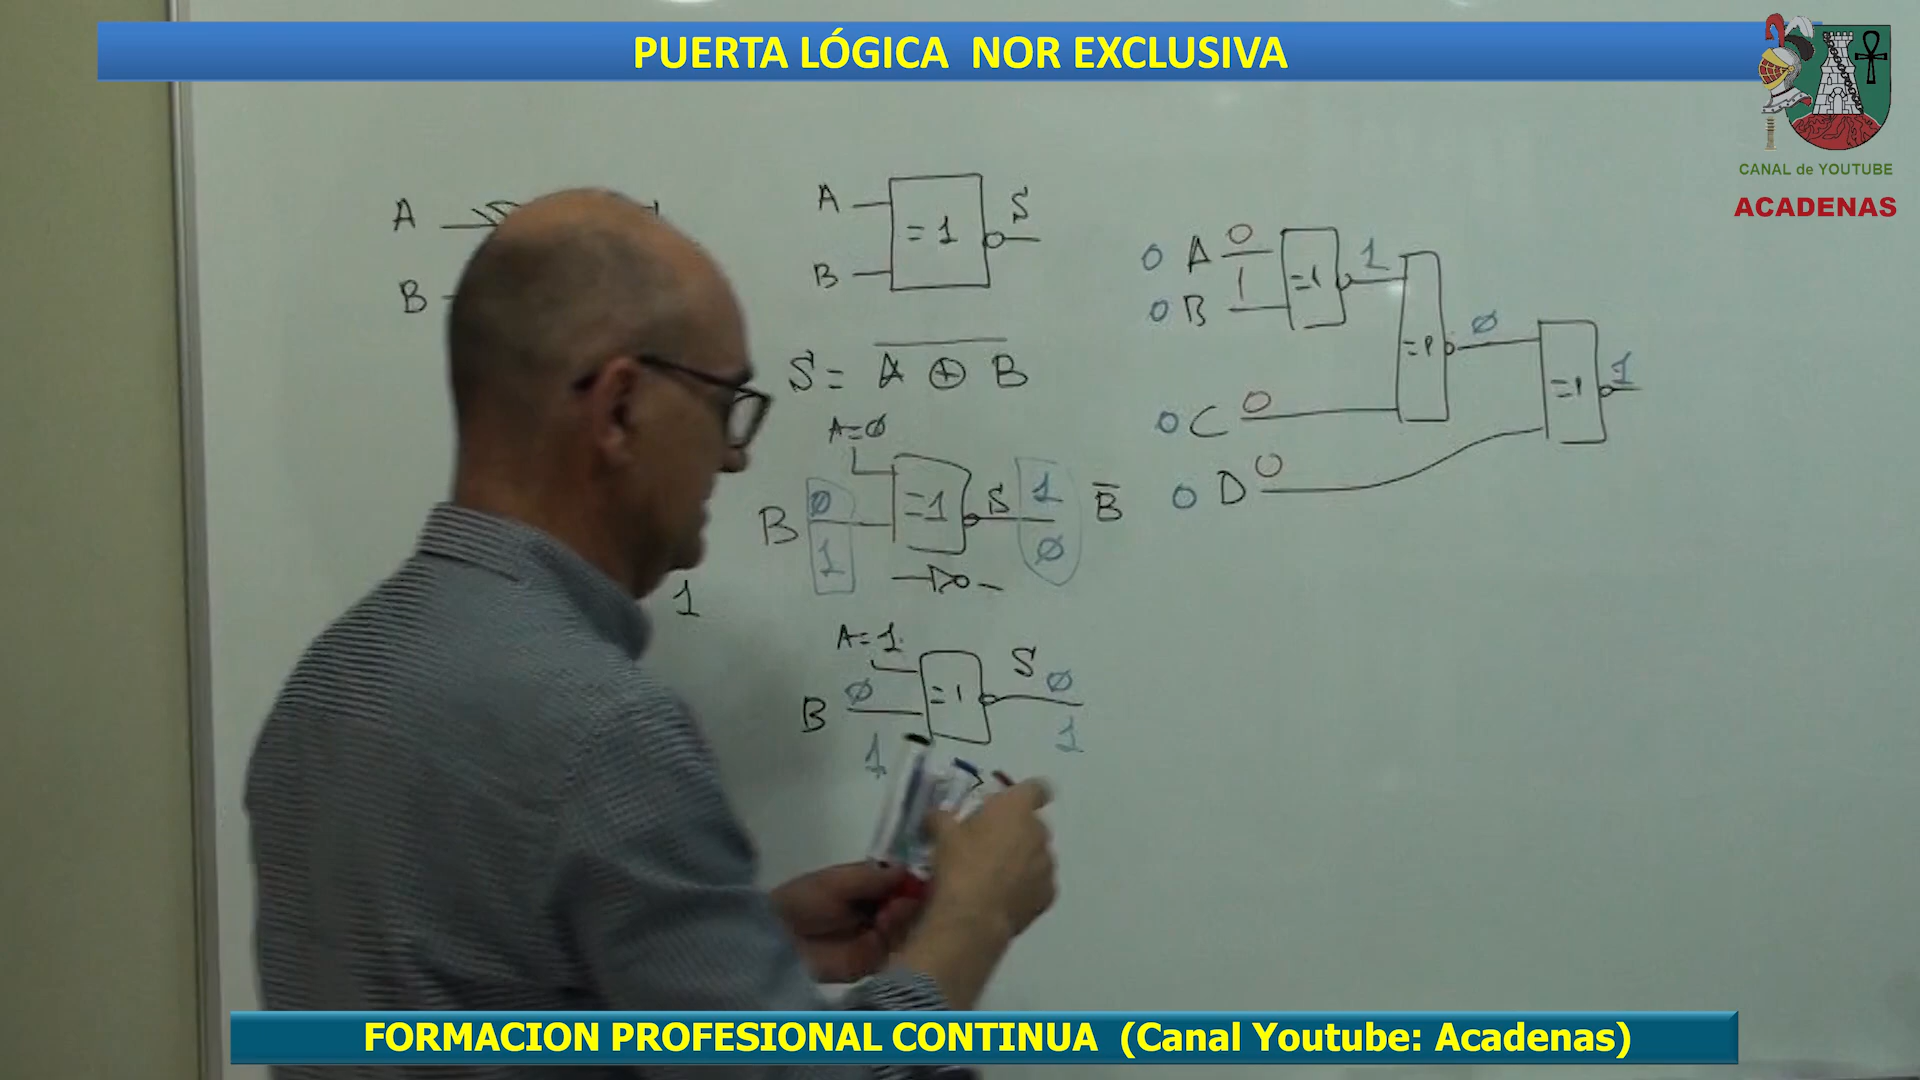 PUERTA LÓGICA NOR EXCLUSIVA
CANAL de YOUTUBE
ACADENAS
A
B
A
B
=1
S
S= A ⊕ B
A=Ø
B Ø
1
=1
S 1
Ø
B̅
1
A=1
B Ø
1
=1
S Ø
1
0 A 0
0 B 1
=1
1
Ø
=1
1
0 C 0
0 D 0
FORMACION PROFESIONAL CONTINUA (Canal Youtube: Acadenas)